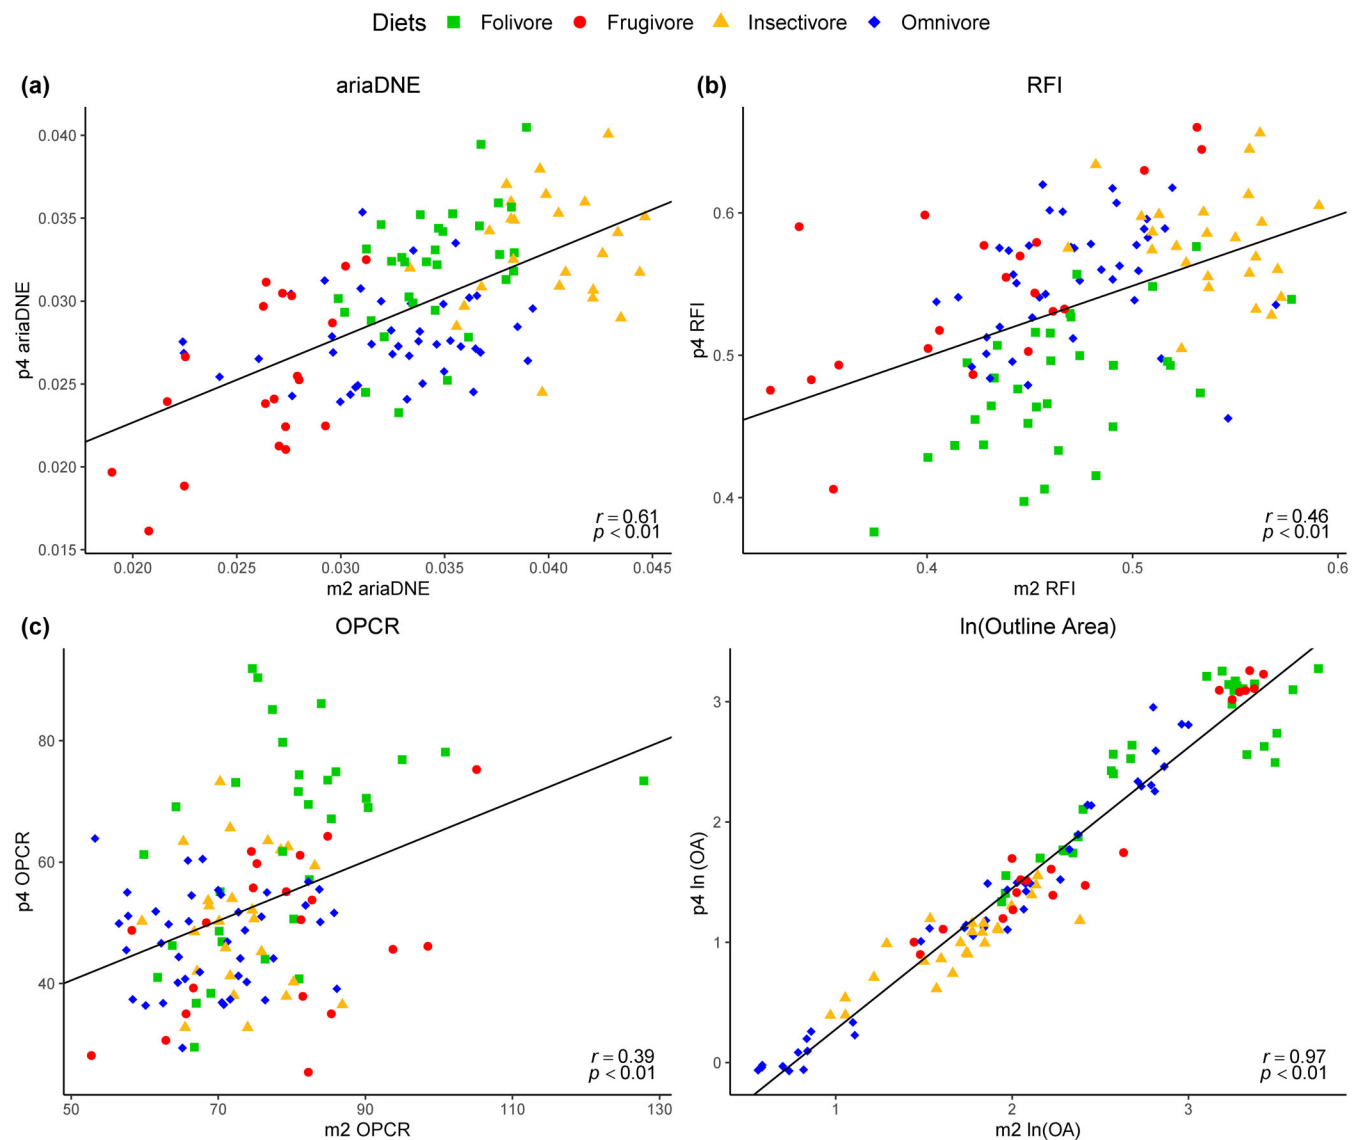 Diets Folivore Frugivore Insectivore Omnivore
(a) ariaDNE
0.040
0.035
0.030
0.025
0.020
0.015
p4 ariaDNE
r = 0.61
p < 0.01
0.020 0.025 0.030 0.035 0.040 0.045
m2 ariaDNE
(b) RFI
0.6
0.5
0.4
p4 RFI
r = 0.46
p < 0.01
0.4 0.5 0.6
m2 RFI
(c) OPCR
80
60
40
p4 OPCR
r = 0.39
p < 0.01
50 70 90 110 130
m2 OPCR
ln(Outline Area)
3
2
1
0
p4 ln (OA)
r = 0.97
p < 0.01
1 2 3
m2 ln(OA)